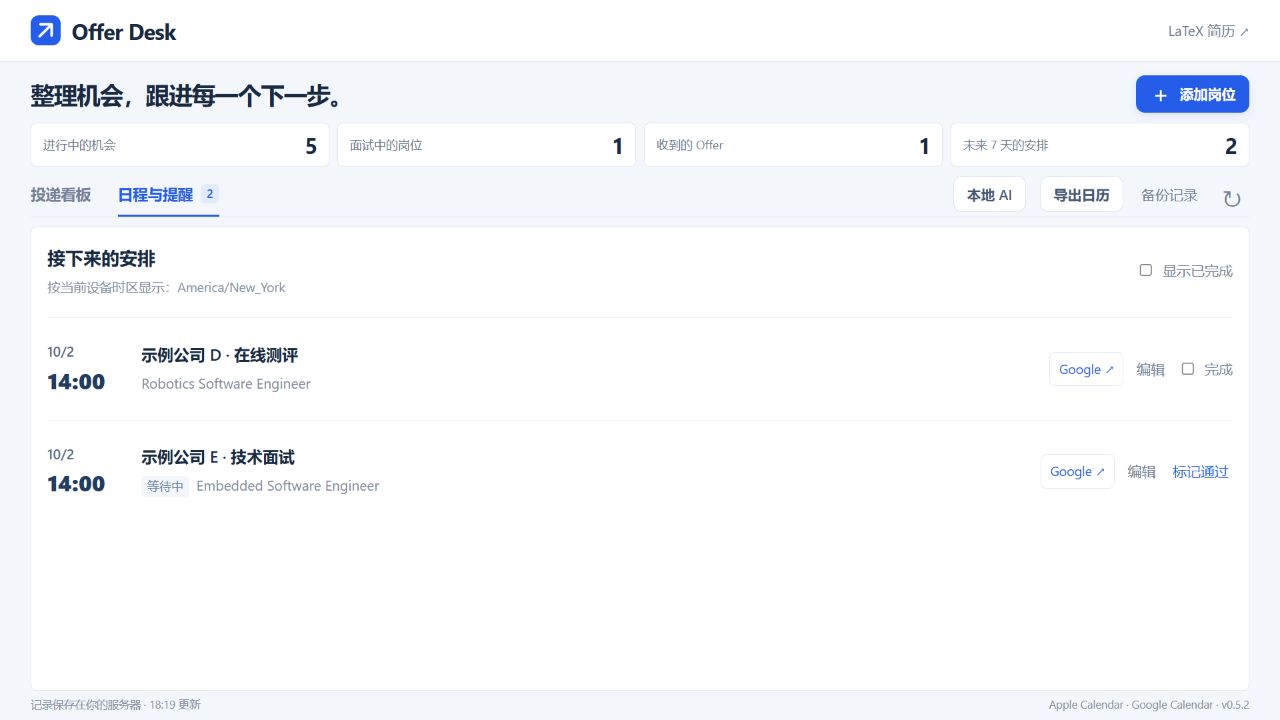 Offer Desk
LaTeX 简历 ↗
整理机会，跟进每一个下一步。
＋ 添加岗位
进行中的机会 5
面试中的岗位 1
收到的 Offer 1
未来 7 天的安排 2
投递看板
日程与提醒 2
本地 AI
导出日历
备份记录
↻
接下来的安排
按当前设备时区显示：America/New_York
显示已完成
10/2
14:00
示例公司 D · 在线测评
Robotics Software Engineer
Google ↗
编辑
完成
10/2
14:00
示例公司 E · 技术面试
等待中 Embedded Software Engineer
Google ↗
编辑
标记通过
记录保存在你的服务器 · 18:19 更新
Apple Calendar · Google Calendar · v0.5.2